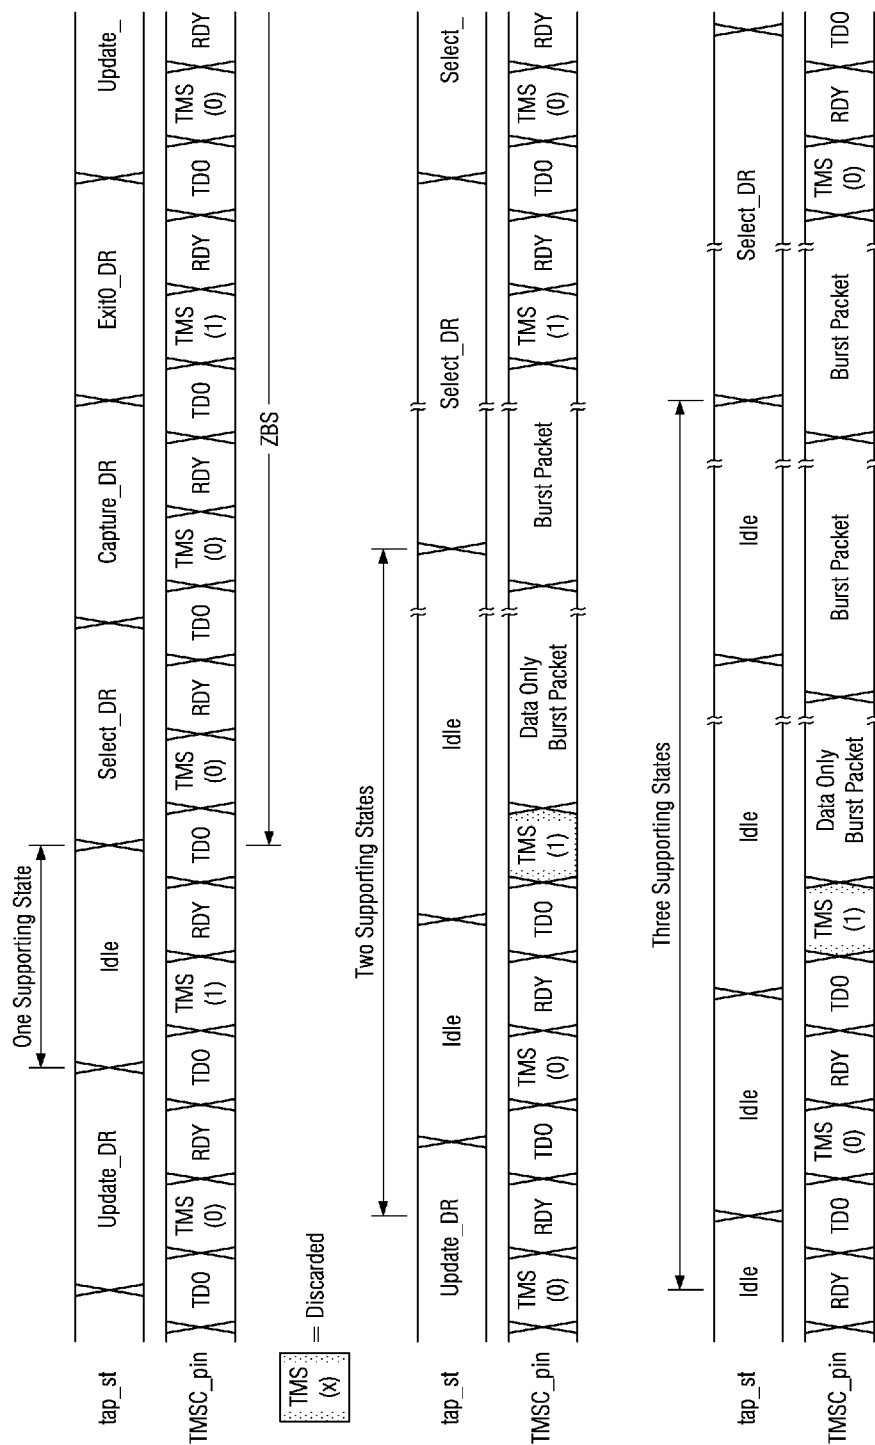 One Supporting State
tap_st Update_DR Idle Select_DR Capture_DR Exit0_DR Update_
TMSC_pin TDO TMS (0) RDY TDO TMS (1) RDY TDO TMS (0) RDY TDO TMS (0) RDY TDO TMS (1) RDY TDO TMS (0) RDY
ZBS
TMS (x) = Discarded
Two Supporting States
tap_st Update_DR Idle Idle Select_DR Select_
TMSC_pin TMS (0) RDY TDO TMS (0) RDY TDO TMS (1) Data Only Burst Packet Burst Packet TMS (1) RDY TDO TMS (0) RDY
Three Supporting States
tap_st Idle Idle Idle Idle Select_DR
TMSC_pin RDY TDO TMS (0) RDY TDO TMS (1) Data Only Burst Packet Burst Packet Burst Packet TMS (0) RDY TDO